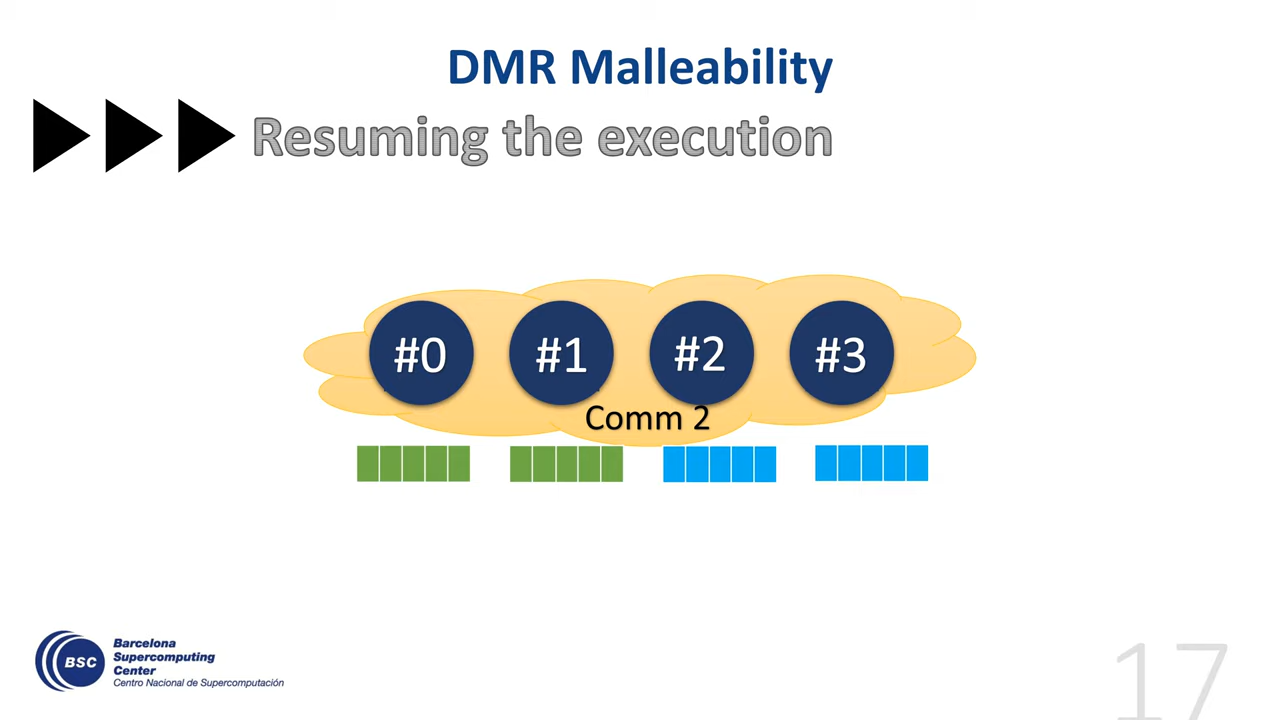 DMR Malleability
Resuming the execution
#0 #1 #2 #3
Comm 2
BSC
Barcelona
Supercomputing
Center
Centro Nacional de Supercomputación
17